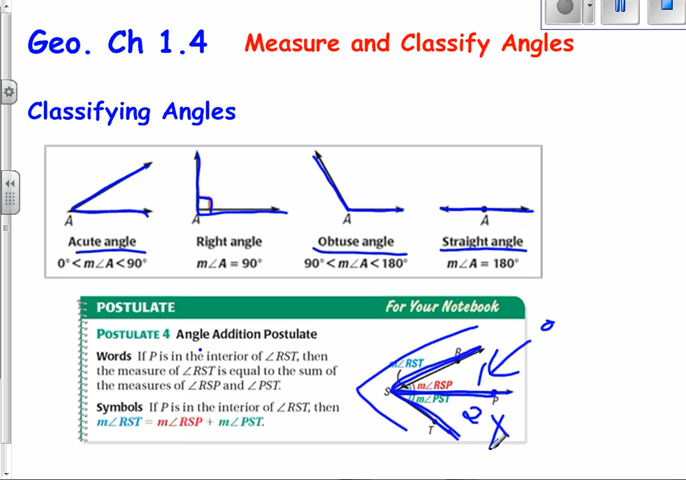 Geo. Ch 1.4 Measure and Classify Angles
Classifying Angles
A A A A
Acute angle Right angle Obtuse angle Straight angle
0° < m∠A < 90° m∠A = 90° 90° < m∠A < 180° m∠A = 180°
POSTULATE For Your Notebook
POSTULATE 4 Angle Addition Postulate
Words If P is in the interior of ∠RST, then
the measure of ∠RST is equal to the sum of
the measures of ∠RSP and ∠PST.
Symbols If P is in the interior of ∠RST, then
m∠RST = m∠RSP + m∠PST.
R
m∠RST
1
S m∠RSP
m∠PST P
2
T